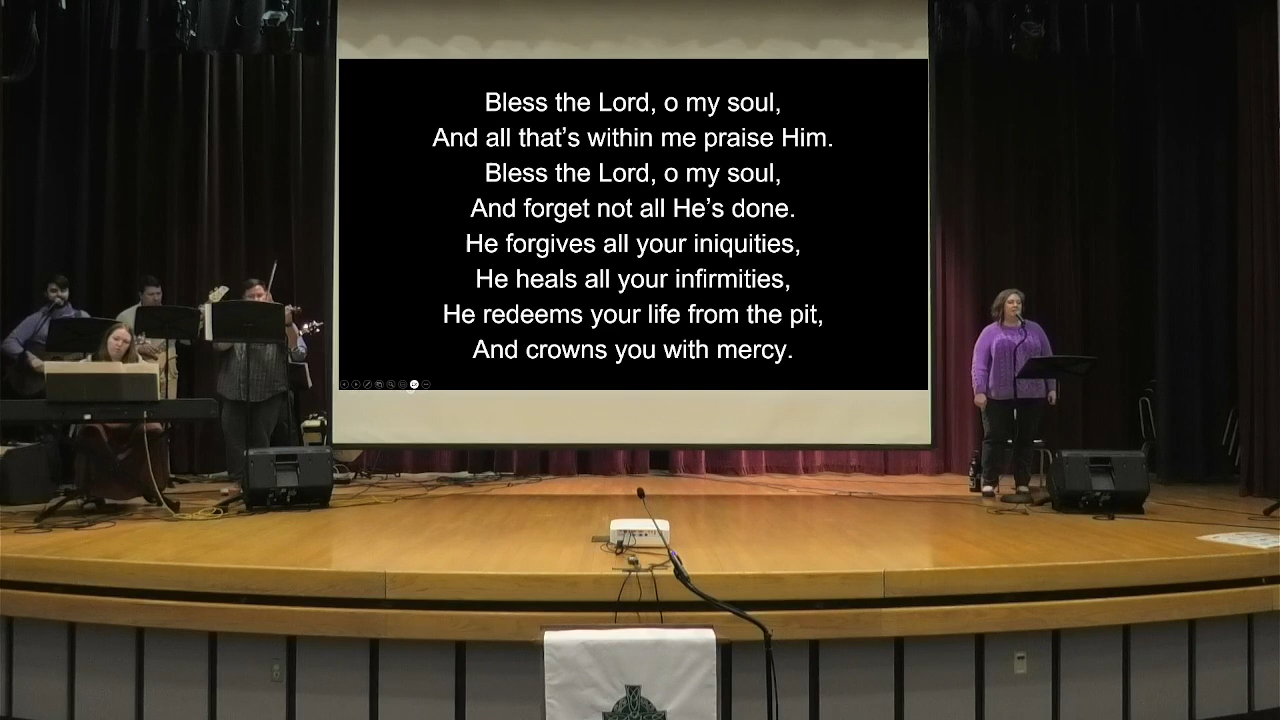 Bless the Lord, o my soul,
And all that’s within me praise Him.
Bless the Lord, o my soul,
And forget not all He’s done.
He forgives all your iniquities,
He heals all your infirmities,
He redeems your life from the pit,
And crowns you with mercy.